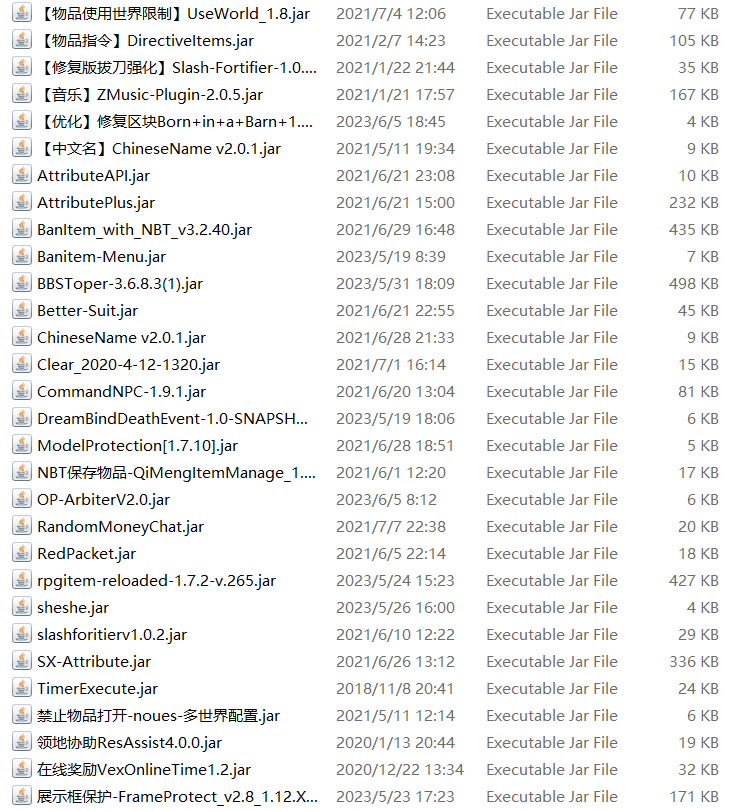 【物品使用世界限制】UseWorld_1.8.jar 2021/7/4 12:06 Executable Jar File 77 KB
【物品指令】DirectiveItems.jar 2021/2/7 14:23 Executable Jar File 105 KB
【修复版拔刀强化】Slash-Fortifier-1.0.... 2021/1/22 21:44 Executable Jar File 35 KB
【音乐】ZMusic-Plugin-2.0.5.jar 2021/1/21 17:57 Executable Jar File 167 KB
【优化】修复区块Born+in+a+Barn+1.... 2023/6/5 18:45 Executable Jar File 4 KB
【中文名】ChineseName v2.0.1.jar 2021/5/11 19:34 Executable Jar File 9 KB
AttributeAPI.jar 2021/6/21 23:08 Executable Jar File 10 KB
AttributePlus.jar 2021/6/21 15:00 Executable Jar File 232 KB
BanItem_with_NBT_v3.2.40.jar 2021/6/29 16:48 Executable Jar File 435 KB
Banitem-Menu.jar 2023/5/19 8:39 Executable Jar File 7 KB
BBSToper-3.6.8.3(1).jar 2023/5/31 18:09 Executable Jar File 498 KB
Better-Suit.jar 2021/6/21 22:55 Executable Jar File 45 KB
ChineseName v2.0.1.jar 2021/6/28 21:33 Executable Jar File 9 KB
Clear_2020-4-12-1320.jar 2021/7/1 16:14 Executable Jar File 15 KB
CommandNPC-1.9.1.jar 2021/6/20 13:04 Executable Jar File 81 KB
DreamBindDeathEvent-1.0-SNAPSH... 2023/5/19 18:06 Executable Jar File 6 KB
ModelProtection[1.7.10].jar 2021/6/28 18:51 Executable Jar File 5 KB
NBT保存物品-QiMengItemManage_1.... 2021/6/1 12:20 Executable Jar File 17 KB
OP-ArbiterV2.0.jar 2023/6/5 8:12 Executable Jar File 6 KB
RandomMoneyChat.jar 2021/7/7 22:38 Executable Jar File 20 KB
RedPacket.jar 2021/6/5 22:14 Executable Jar File 18 KB
rpgitem-reloaded-1.7.2-v.265.jar 2023/5/24 15:23 Executable Jar File 427 KB
sheshe.jar 2023/5/26 16:00 Executable Jar File 4 KB
slashforitierv1.0.2.jar 2021/6/10 12:22 Executable Jar File 29 KB
SX-Attribute.jar 2021/6/26 13:12 Executable Jar File 336 KB
TimerExecute.jar 2018/11/8 20:41 Executable Jar File 24 KB
禁止物品打开-noues-多世界配置.jar 2021/5/11 12:14 Executable Jar File 6 KB
领地协助ResAssist4.0.0.jar 2020/1/13 20:44 Executable Jar File 19 KB
在线奖励VexOnlineTime1.2.jar 2020/12/22 13:34 Executable Jar File 32 KB
展示框保护-FrameProtect_v2.8_1.12.X... 2023/5/23 17:23 Executable Jar File 171 KB